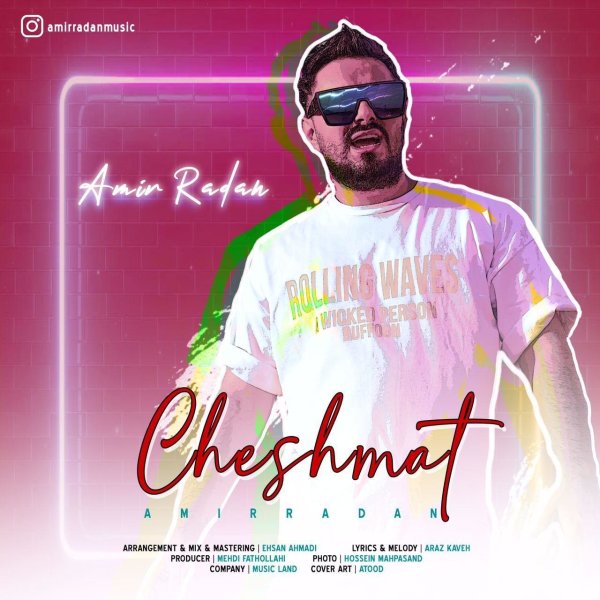 amirradanmusic
Amir Radan
ROLLING WAVES
WICKED PERSON
Cheshmat
AMIRRADAN
ARRANGEMENT & MIX & MASTERING | EHSAN AHMADI LYRICS & MELODY | ARAZ KAVEH
PRODUCER | MEHDI FATHOLLAHI PHOTO | HOSSEIN MAHPASAND
COMPANY | MUSIC LAND COVER ART | ATOOD